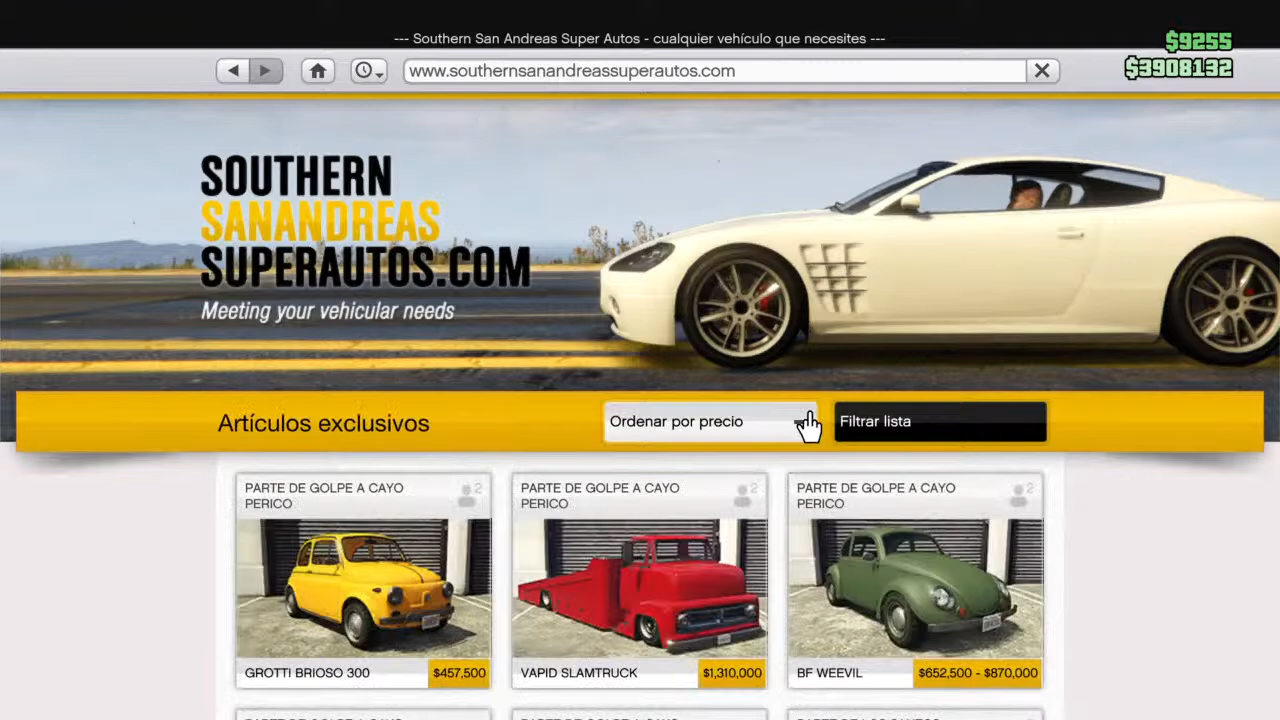 --- Southern San Andreas Super Autos - cualquier vehículo que necesites ---
$9255
$3908132
www.southernsanandreassuperautos.com
SOUTHERN
SANANDREAS
SUPERAUTOS.COM
Meeting your vehicular needs
Artículos exclusivos
Ordenar por precio
Filtrar lista
PARTE DE GOLPE A CAYO
PERICO
2
GROTTI BRIOSO 300
$457,500
PARTE DE GOLPE A CAYO
PERICO
2
VAPID SLAMTRUCK
$1,310,000
PARTE DE GOLPE A CAYO
PERICO
2
BF WEEVIL
$652,500 - $870,000